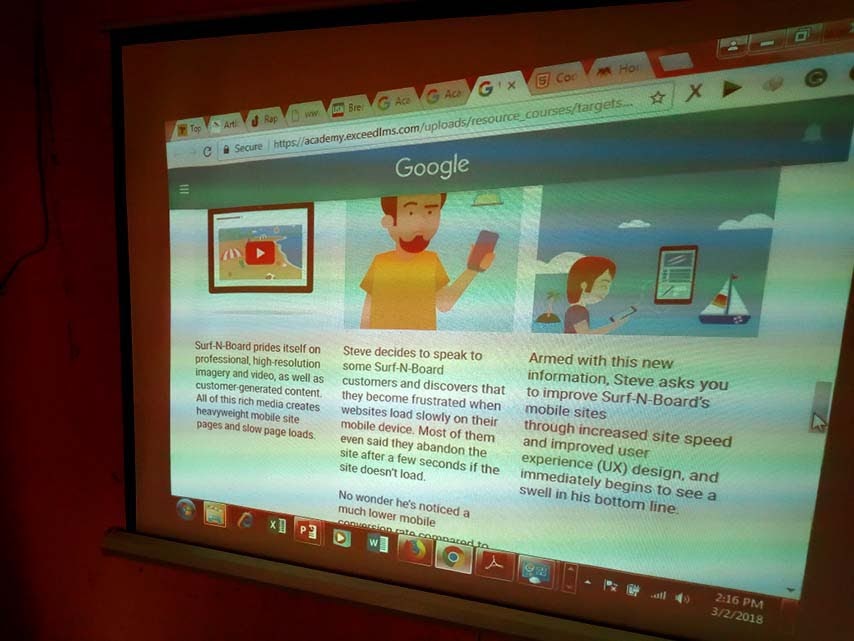 Top
Arti
Rap
ww
Bre
Aca
Aca
G
Coo
Ho
Secure
https://academy.exceedlms.com/uploads/resource_courses/targets...
Google
Surf-N-Board prides itself on
professional, high-resolution
imagery and video, as well as
customer-generated content.
All of this rich media creates
heavyweight mobile site
pages and slow page loads.
Steve decides to speak to
some Surf-N-Board
customers and discovers that
they become frustrated when
websites load slowly on their
mobile device. Most of them
even said they abandon the
site after a few seconds if the
site doesn't load.
No wonder he's noticed a
much lower mobile
conversion rate compared to
Armed with this new
information, Steve asks you
to improve Surf-N-Board's
mobile sites
through increased site speed
and improved user
experience (UX) design, and
immediately begins to see a
swell in his bottom line.
2:16 PM
3/2/2018